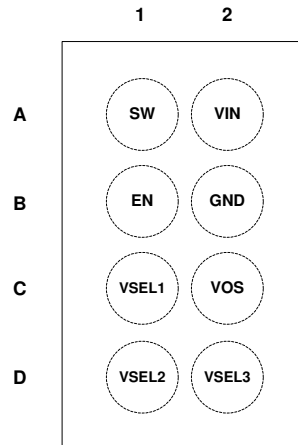 1 2
A SW VIN
B EN GND
C VSEL1 VOS
D VSEL2 VSEL3